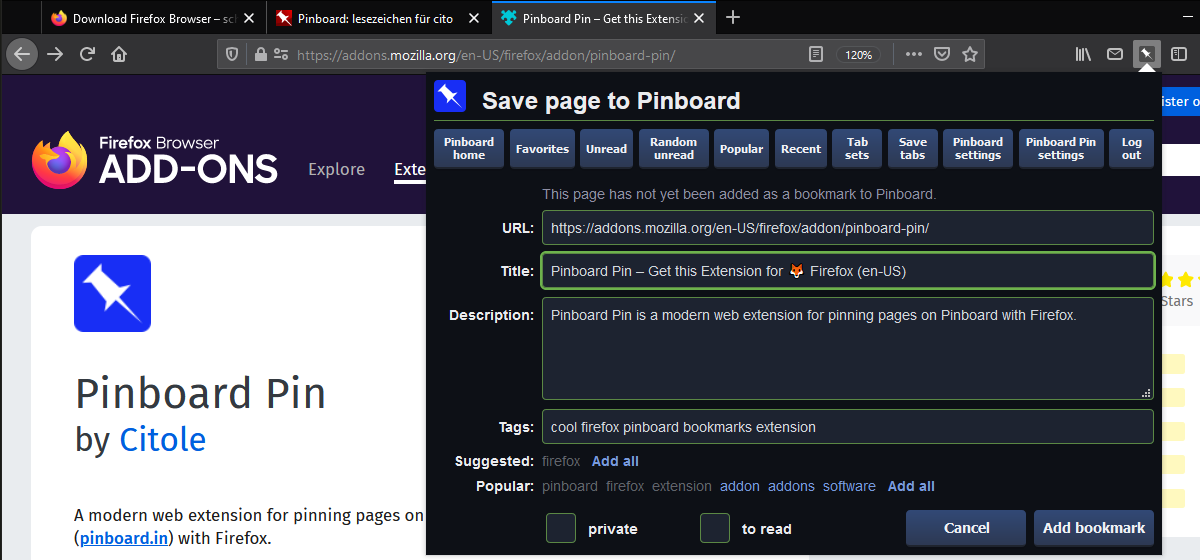 Download Firefox Browser – sch
Pinboard: lesezeichen für cito
Pinboard Pin – Get this Extensio
https://addons.mozilla.org/en-US/firefox/addon/pinboard-pin/
120%
Firefox Browser
ADD-ONS
Explore
Exte
ister o
Save page to Pinboard
Pinboard home
Favorites
Unread
Random unread
Popular
Recent
Tab sets
Save tabs
Pinboard settings
Pinboard Pin settings
Log out
This page has not yet been added as a bookmark to Pinboard.
URL: https://addons.mozilla.org/en-US/firefox/addon/pinboard-pin/
Title: Pinboard Pin – Get this Extension for 🦊 Firefox (en-US)
Description: Pinboard Pin is a modern web extension for pinning pages on Pinboard with Firefox.
Tags: cool firefox pinboard bookmarks extension
Suggested: firefox Add all
Popular: pinboard firefox extension addon addons software Add all
private
to read
Cancel
Add bookmark
Stars
Pinboard Pin
by Citole
A modern web extension for pinning pages on
(pinboard.in) with Firefox.